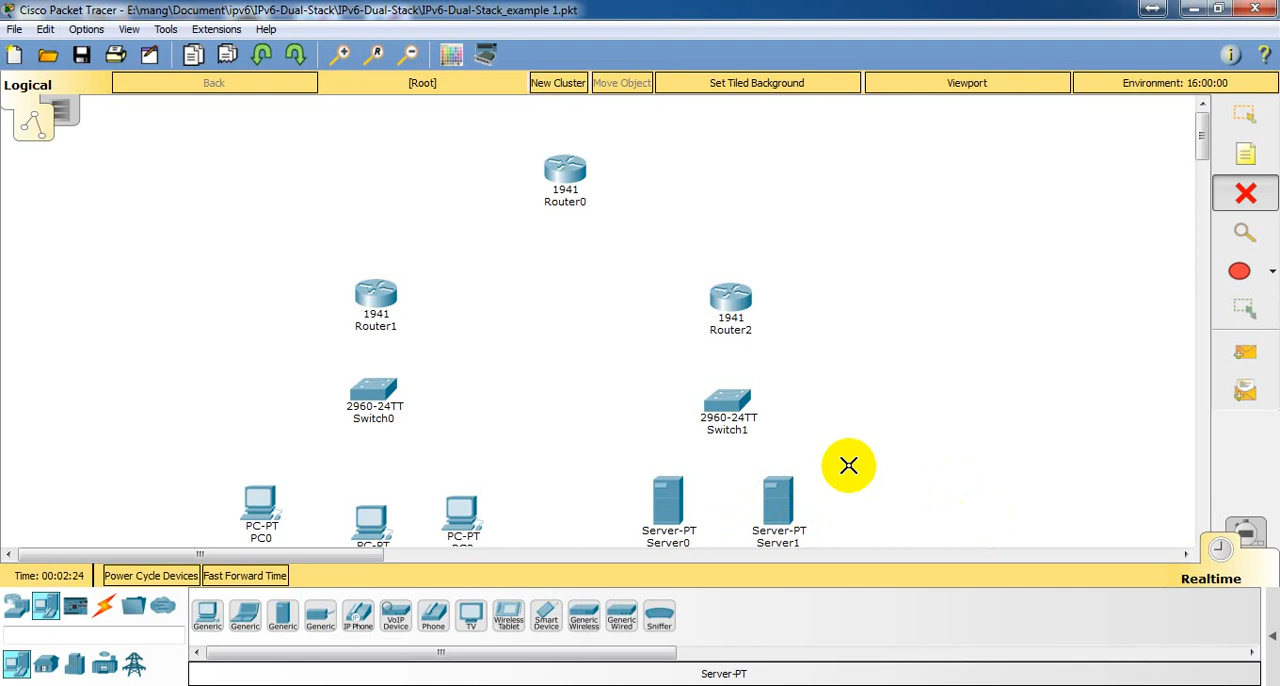 Cisco Packet Tracer - E:\mang\Document\ipv6\IPv6-Dual-Stack\IPv6-Dual-Stack\IPv6-Dual-Stack_example 1.pkt
File Edit Options View Tools Extensions Help
Logical Back [Root] New Cluster Move Object Set Tiled Background Viewport Environment: 16:00:00
1941
Router0
1941
Router1
1941
Router2
2960-24TT
Switch0
2960-24TT
Switch1
PC-PT
PC0
PC-PT
PC-PT
Server-PT
Server0
Server-PT
Server1
Time: 00:02:24 Power Cycle Devices Fast Forward Time Realtime
Generic Generic Generic Generic IP Phone VoIP Device Phone TV Wireless Tablet Smart Device Generic Wireless Generic Wired Sniffer
Server-PT